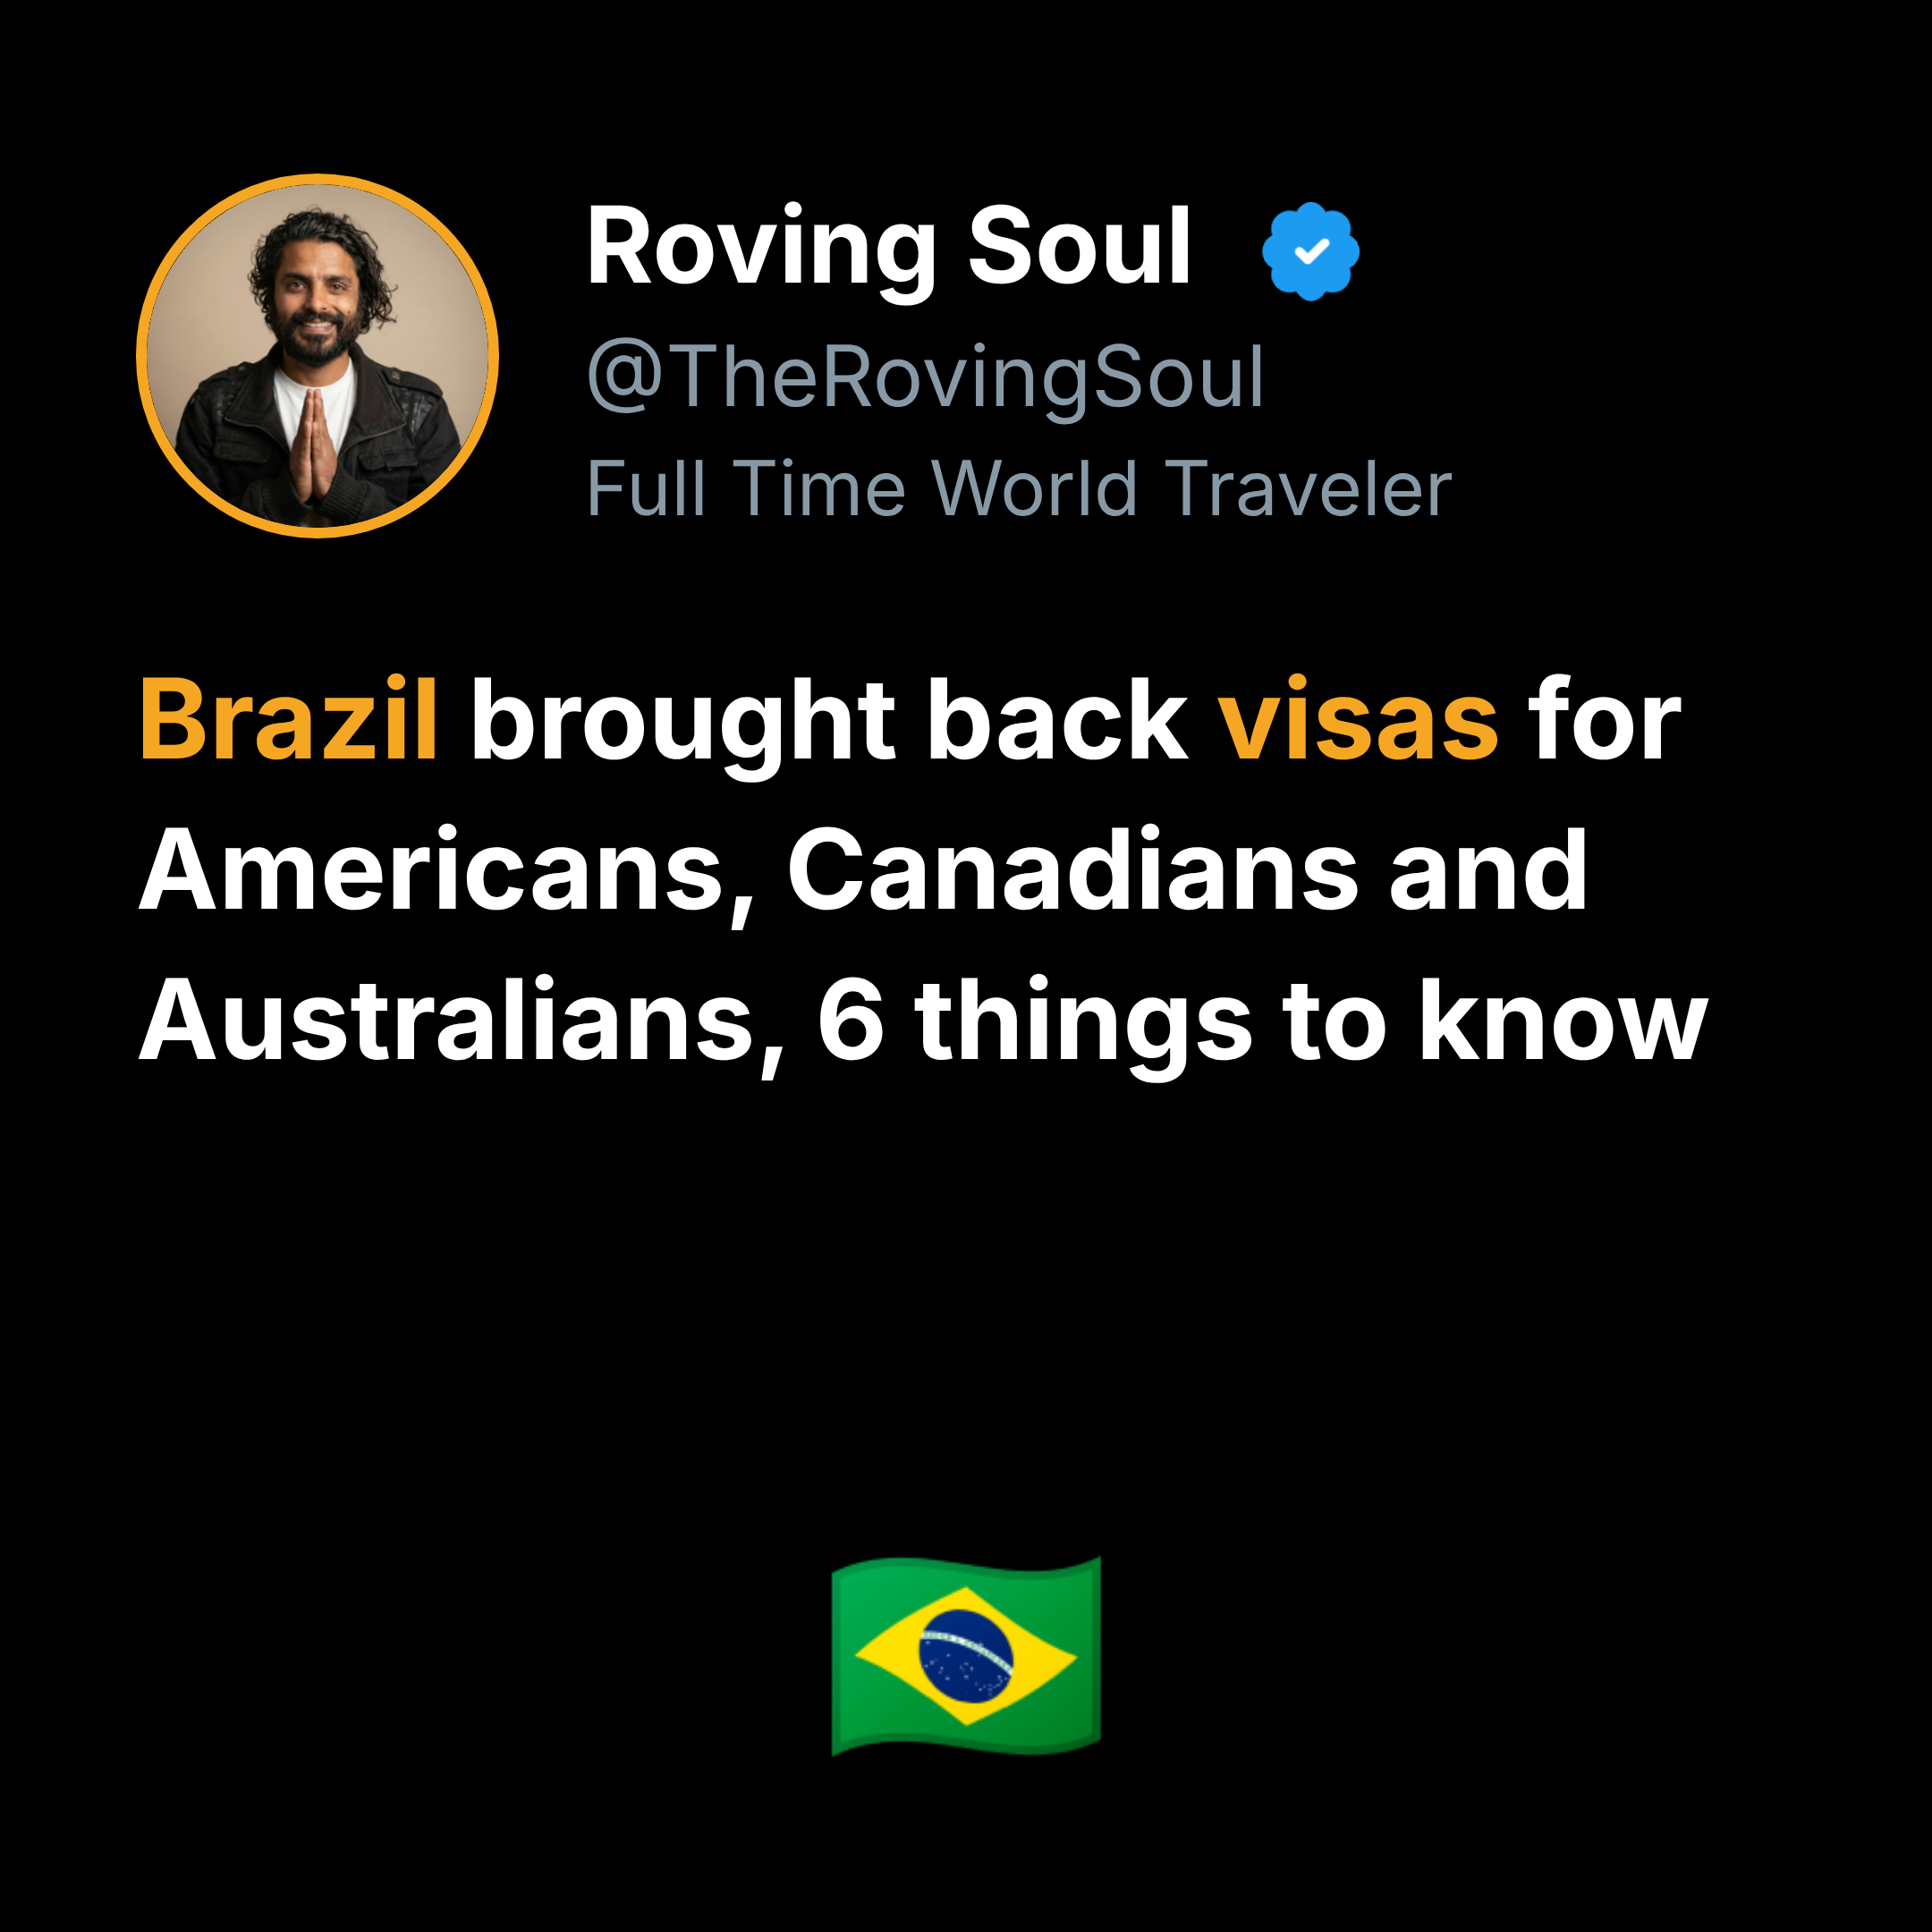 Roving Soul
@TheRovingSoul
Full Time World Traveler
Brazil brought back visas for
Americans, Canadians and
Australians, 6 things to know